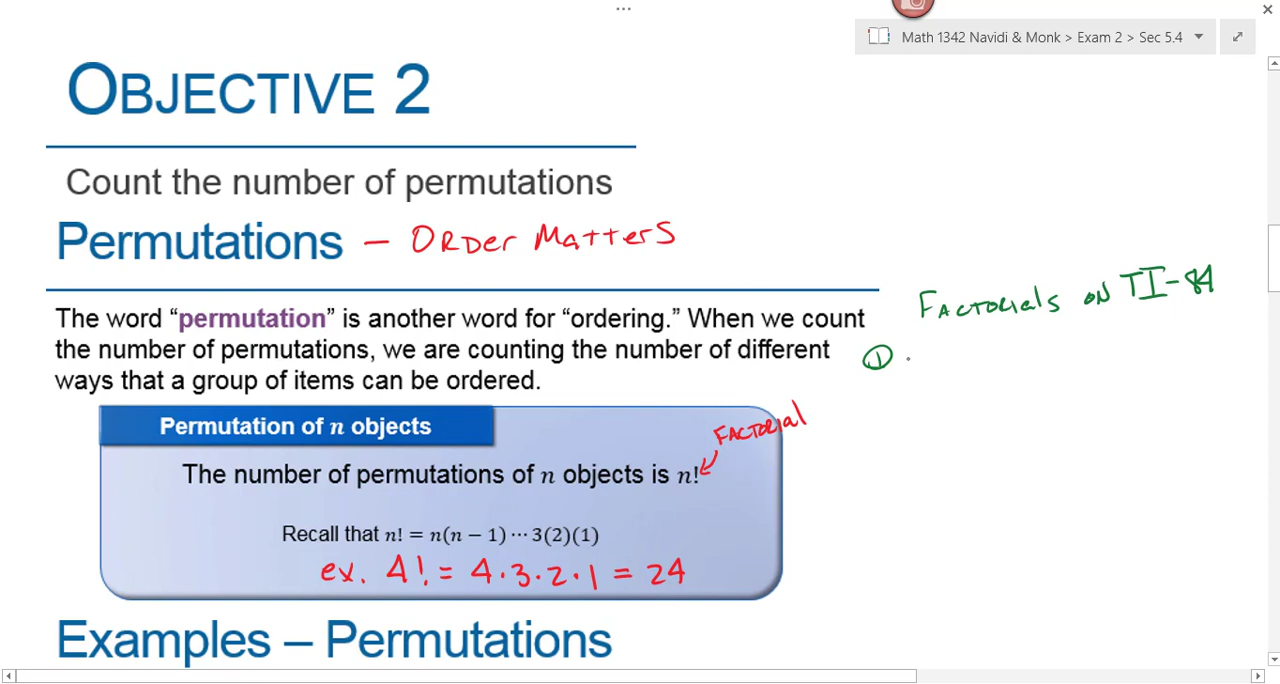 ...
Math 1342 Navidi & Monk > Exam 2 > Sec 5.4
OBJECTIVE 2
Count the number of permutations
Permutations – Order Matters
Factorials on TI-84
The word “permutation” is another word for “ordering.” When we count
the number of permutations, we are counting the number of different
ways that a group of items can be ordered.
① .
Permutation of n objects
Factorial
The number of permutations of n objects is n!
Recall that n! = n(n − 1) ⋯ 3(2)(1)
ex. 4! = 4·3·2·1 = 24
Examples – Permutations